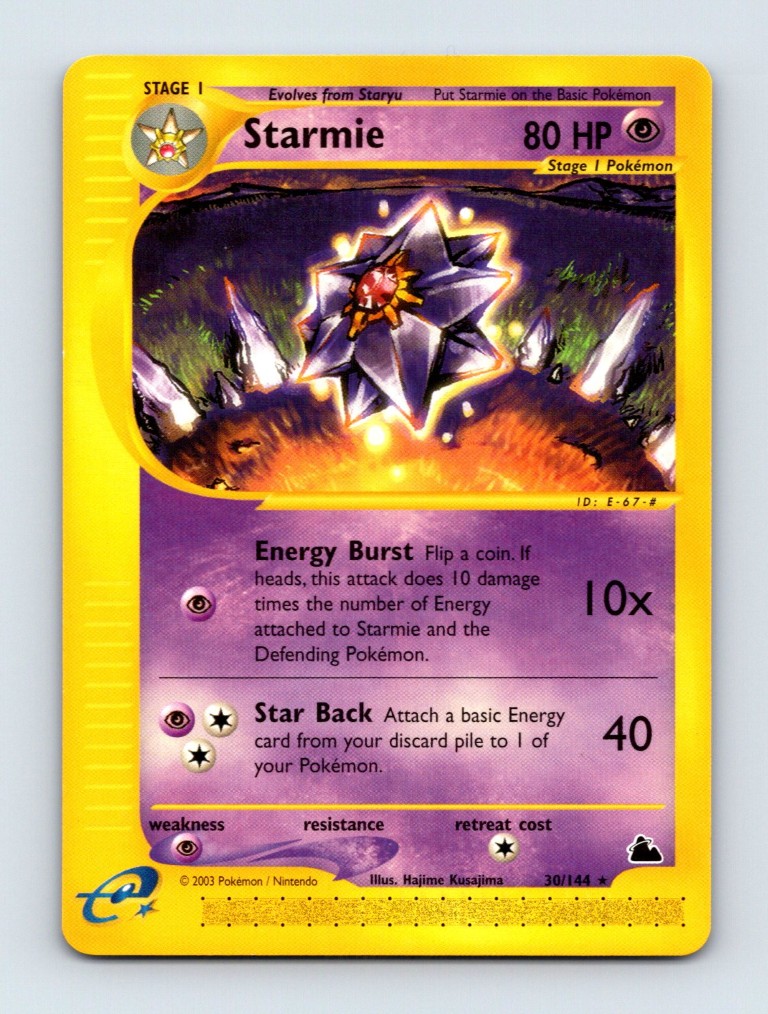 STAGE 1 Evolves from Staryu Put Starmie on the Basic Pokémon
Starmie 80 HP
Stage 1 Pokémon
ID: E-67-#
Energy Burst Flip a coin. If
heads, this attack does 10 damage
times the number of Energy
attached to Starmie and the
Defending Pokémon.
10x
Star Back Attach a basic Energy
card from your discard pile to 1 of
your Pokémon.
40
weakness resistance retreat cost
© 2003 Pokémon / Nintendo Illus. Hajime Kusajima 30/144 ★
e